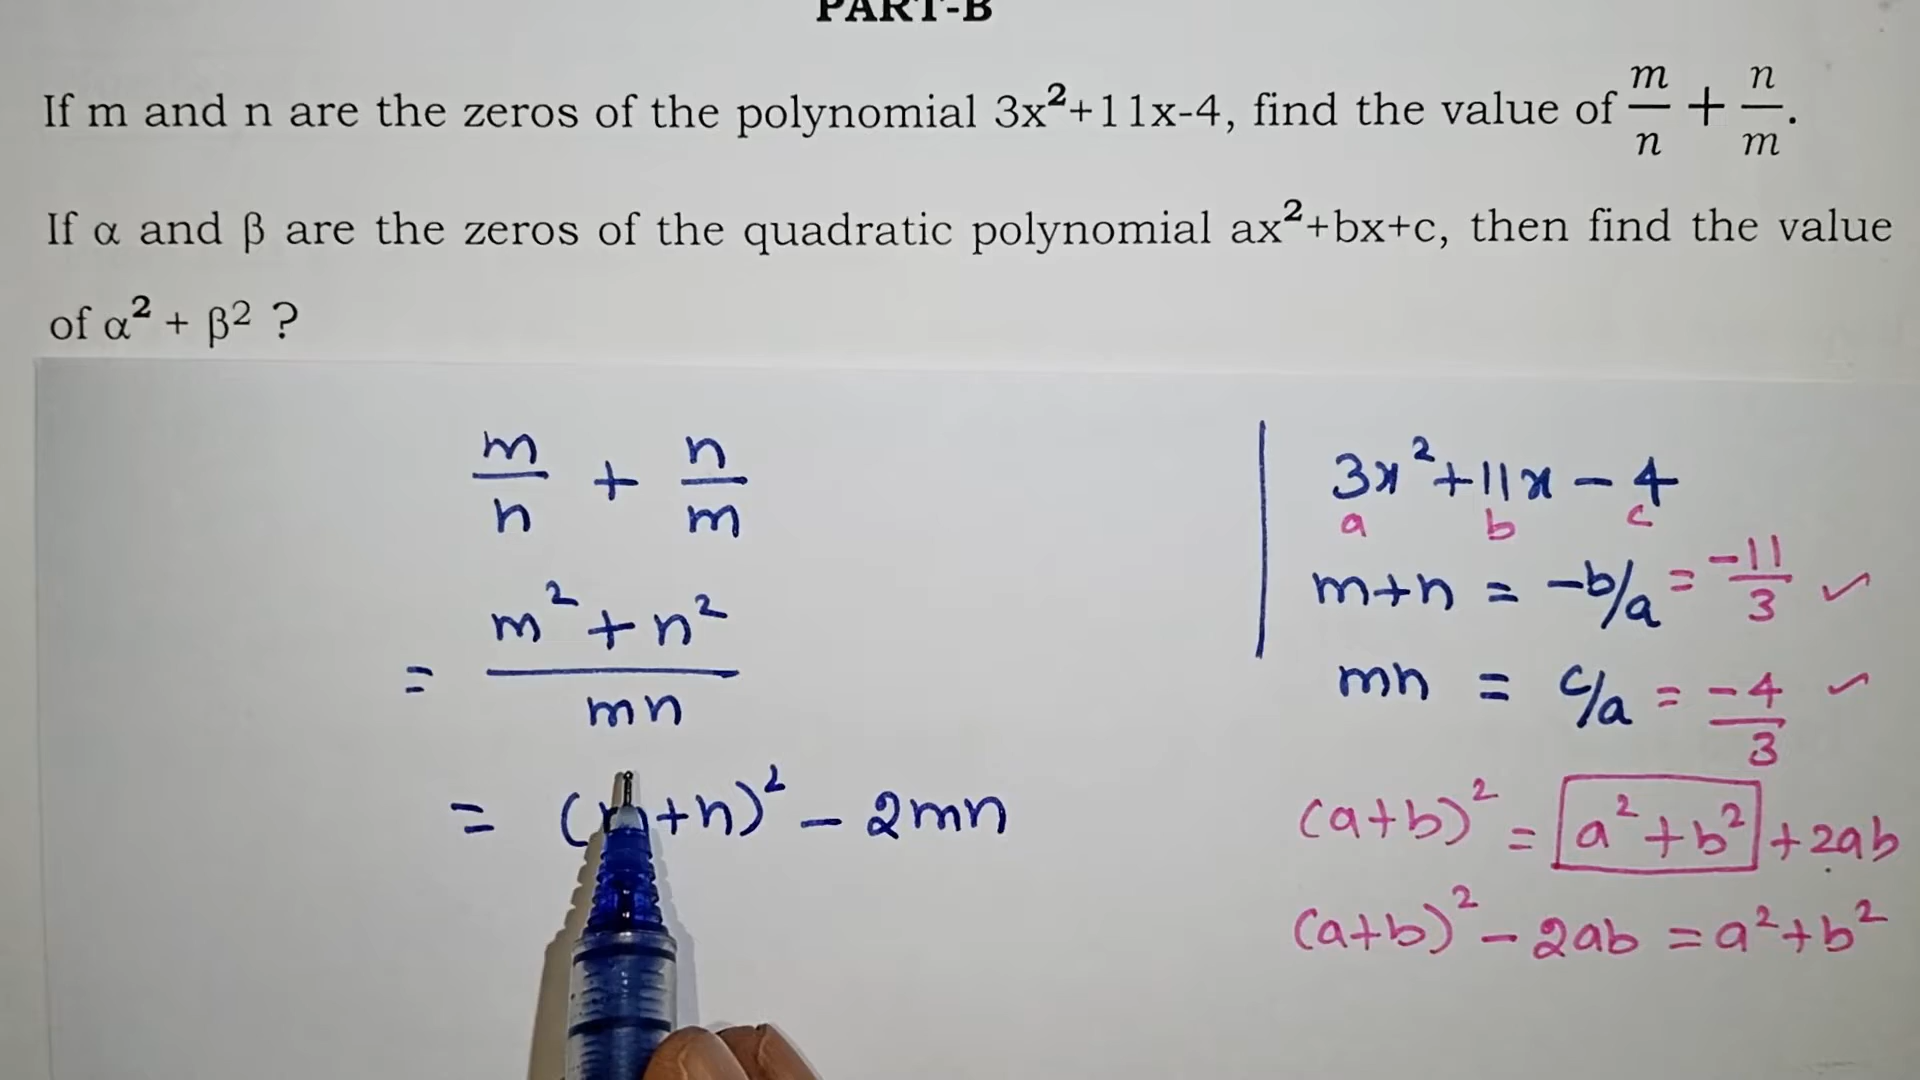 PART-B
If m and n are the zeros of the polynomial 3x²+11x-4, find the value of m/n + n/m.
If α and β are the zeros of the quadratic polynomial ax²+bx+c, then find the value
of α² + β² ?
m/n + n/m
= (m² + n²)/mn
= (m+n)² - 2mn
3x² + 11x - 4
a b c
m+n = -b/a = -11/3 ✓
mn = c/a = -4/3 ✓
(a+b)² = a² + b² + 2ab
(a+b)² - 2ab = a² + b²